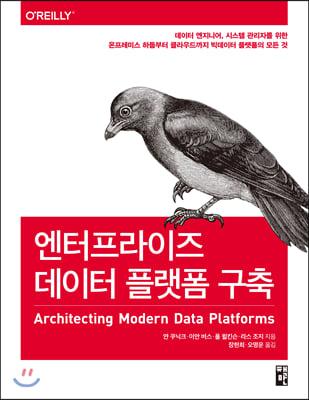 O'REILLY®
데이터 엔지니어, 시스템 관리자를 위한
온프레미스 하둡부터 클라우드까지 빅데이터 플랫폼의 모든 것
엔터프라이즈
데이터 플랫폼 구축
Architecting Modern Data Platforms
얀 쿠닉크·이안 버스·폴 윌킨슨·라스 조지 지음
장현희·오영운 옮김
책만